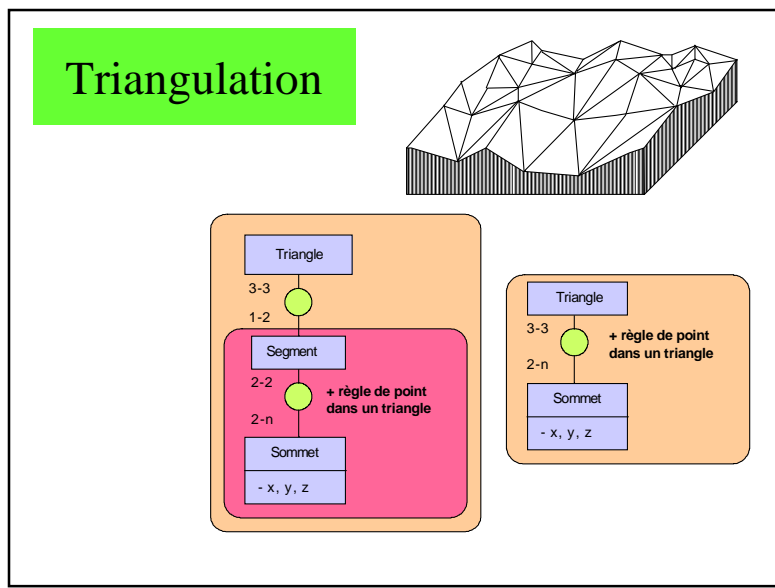 Triangulation
Triangle
3-3
1-2
Segment
2-2
+ règle de point
dans un triangle
2-n
Sommet
- x, y, z
Triangle
3-3
+ règle de point
dans un triangle
2-n
Sommet
- x, y, z